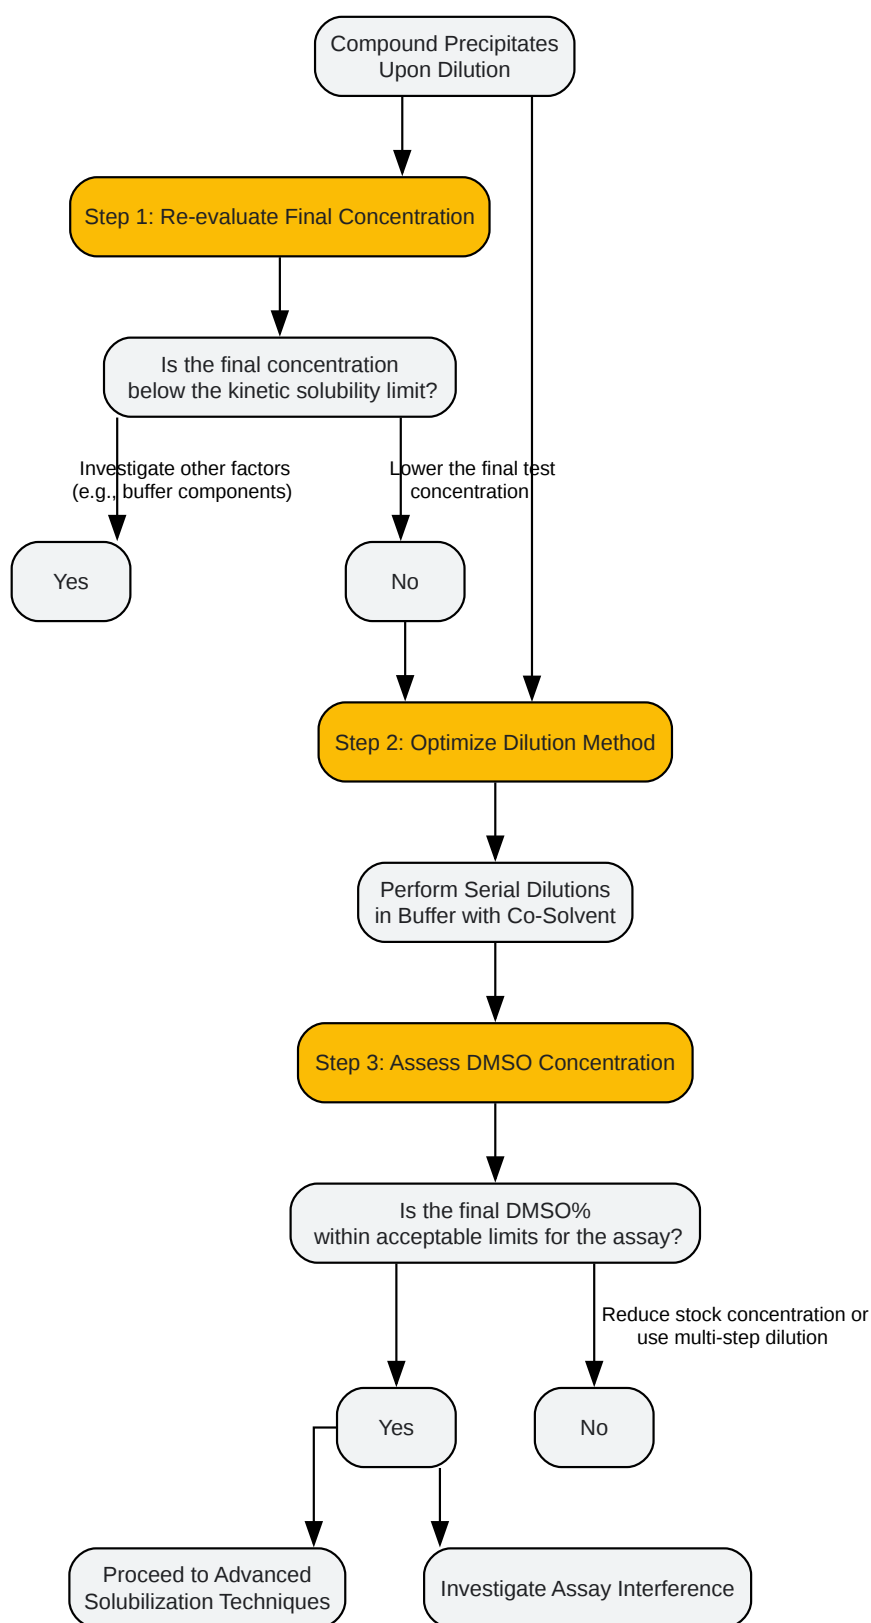 Compound Precipitates
Upon Dilution
Step 1: Re-evaluate Final Concentration
Is the final concentration
below the kinetic solubility limit?
Investigate other factors
(e.g., buffer components)
Lower the final test
concentration
Yes
No
Step 2: Optimize Dilution Method
Perform Serial Dilutions
in Buffer with Co-Solvent
Step 3: Assess DMSO Concentration
Is the final DMSO%
within acceptable limits for the assay?
Reduce stock concentration or
use multi-step dilution
Yes
No
Proceed to Advanced
Solubilization Techniques
Investigate Assay Interference